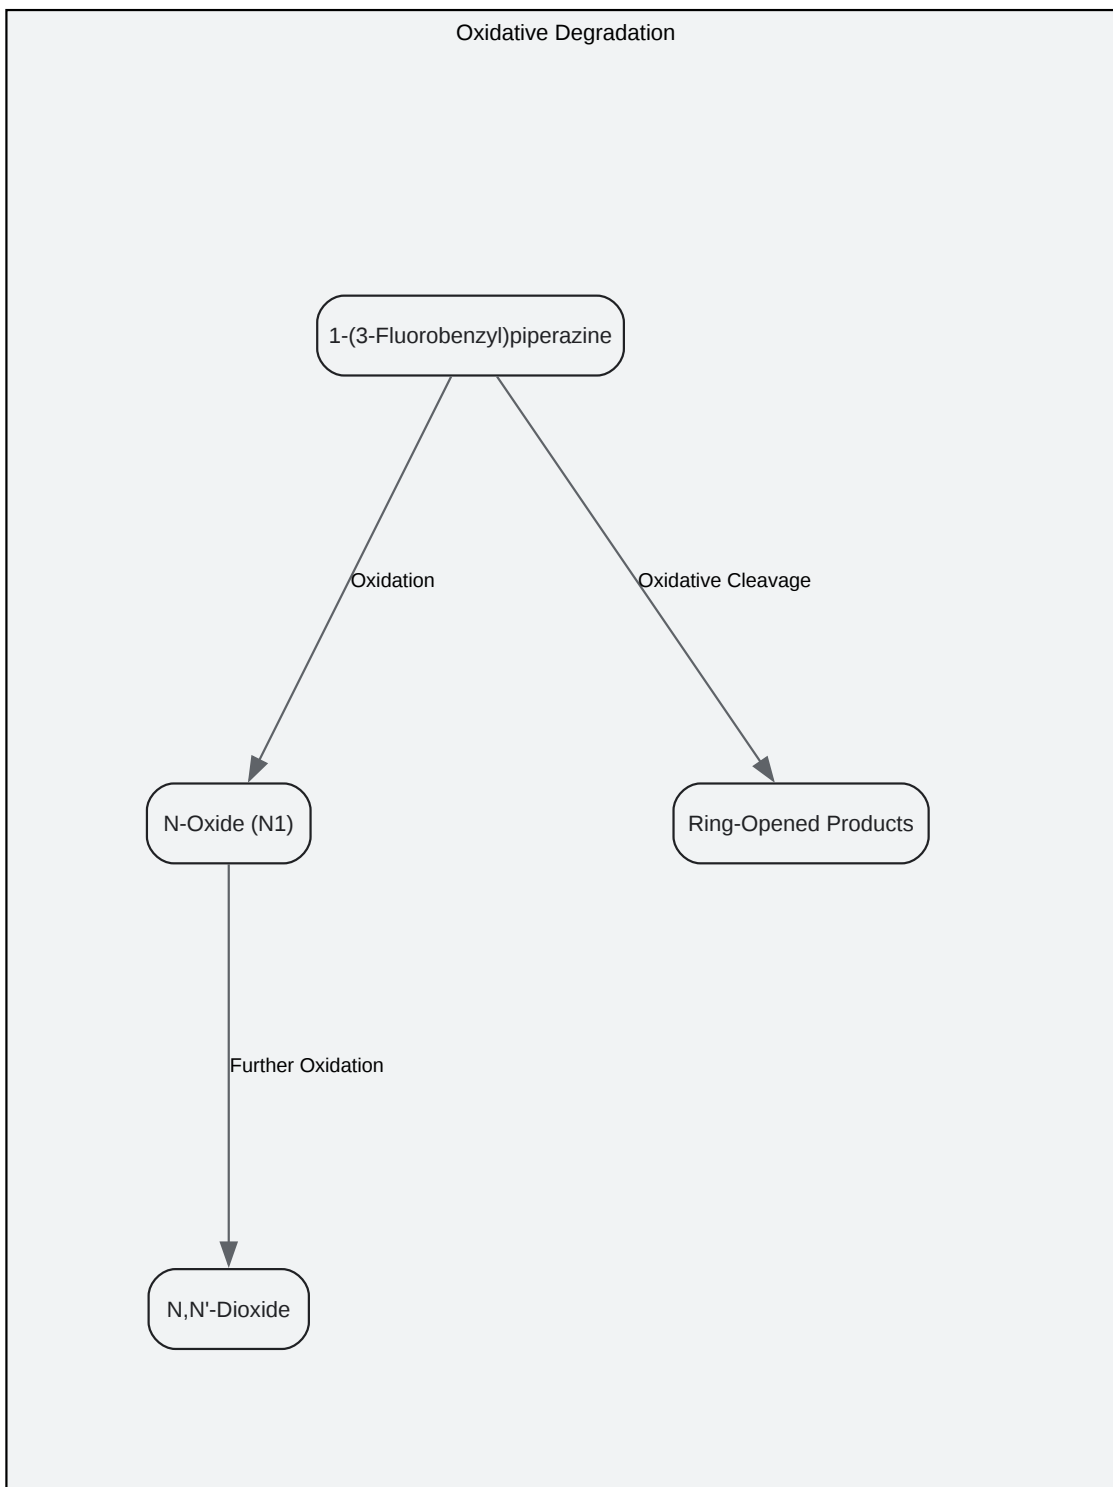 Oxidative Degradation
1-(3-Fluorobenzyl)piperazine
Oxidation
Oxidative Cleavage
N-Oxide (N1)
Ring-Opened Products
Further Oxidation
N,N'-Dioxide